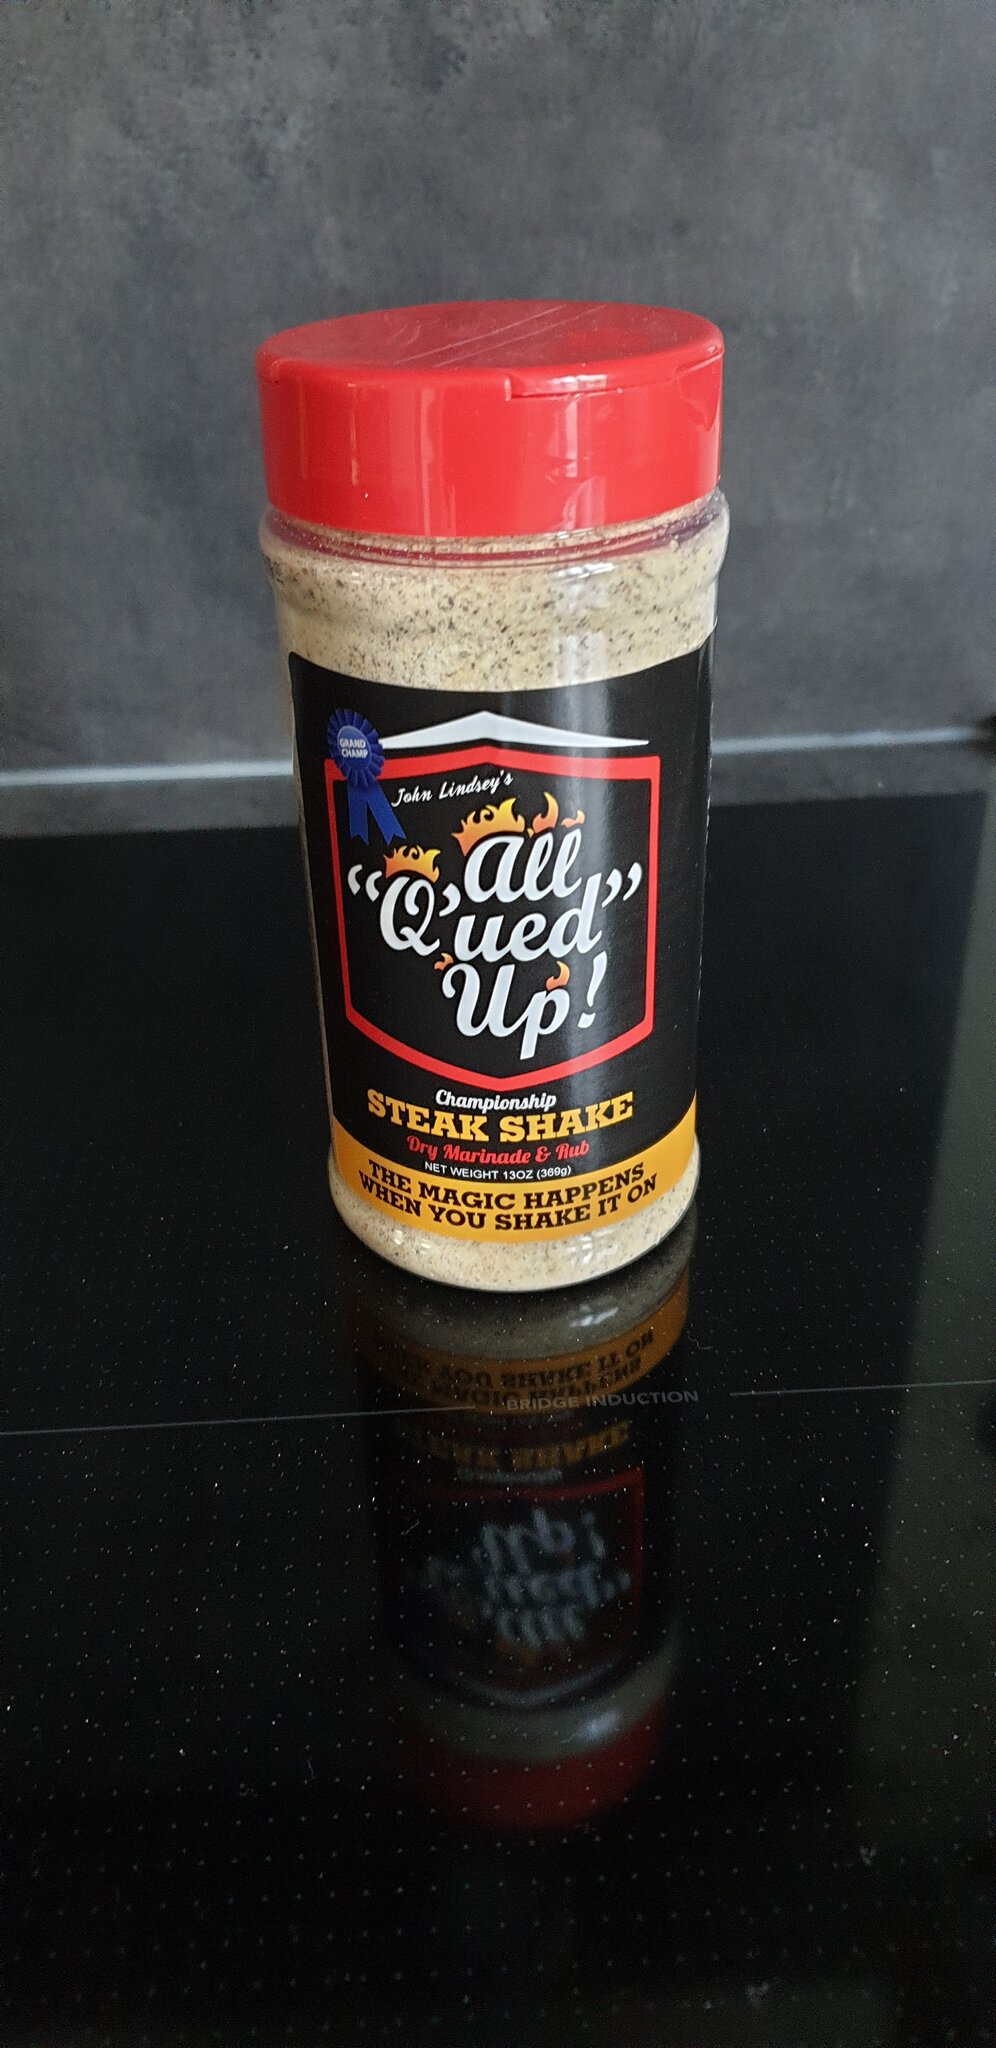 GRAND
CHAMP
John Lindsey's
All
“Q'ued”
Up!
Championship
STEAK SHAKE
Dry Marinade & Rub
NET WEIGHT 13OZ (369g)
THE MAGIC HAPPENS
WHEN YOU SHAKE IT ON
BRIDGE INDUCTION